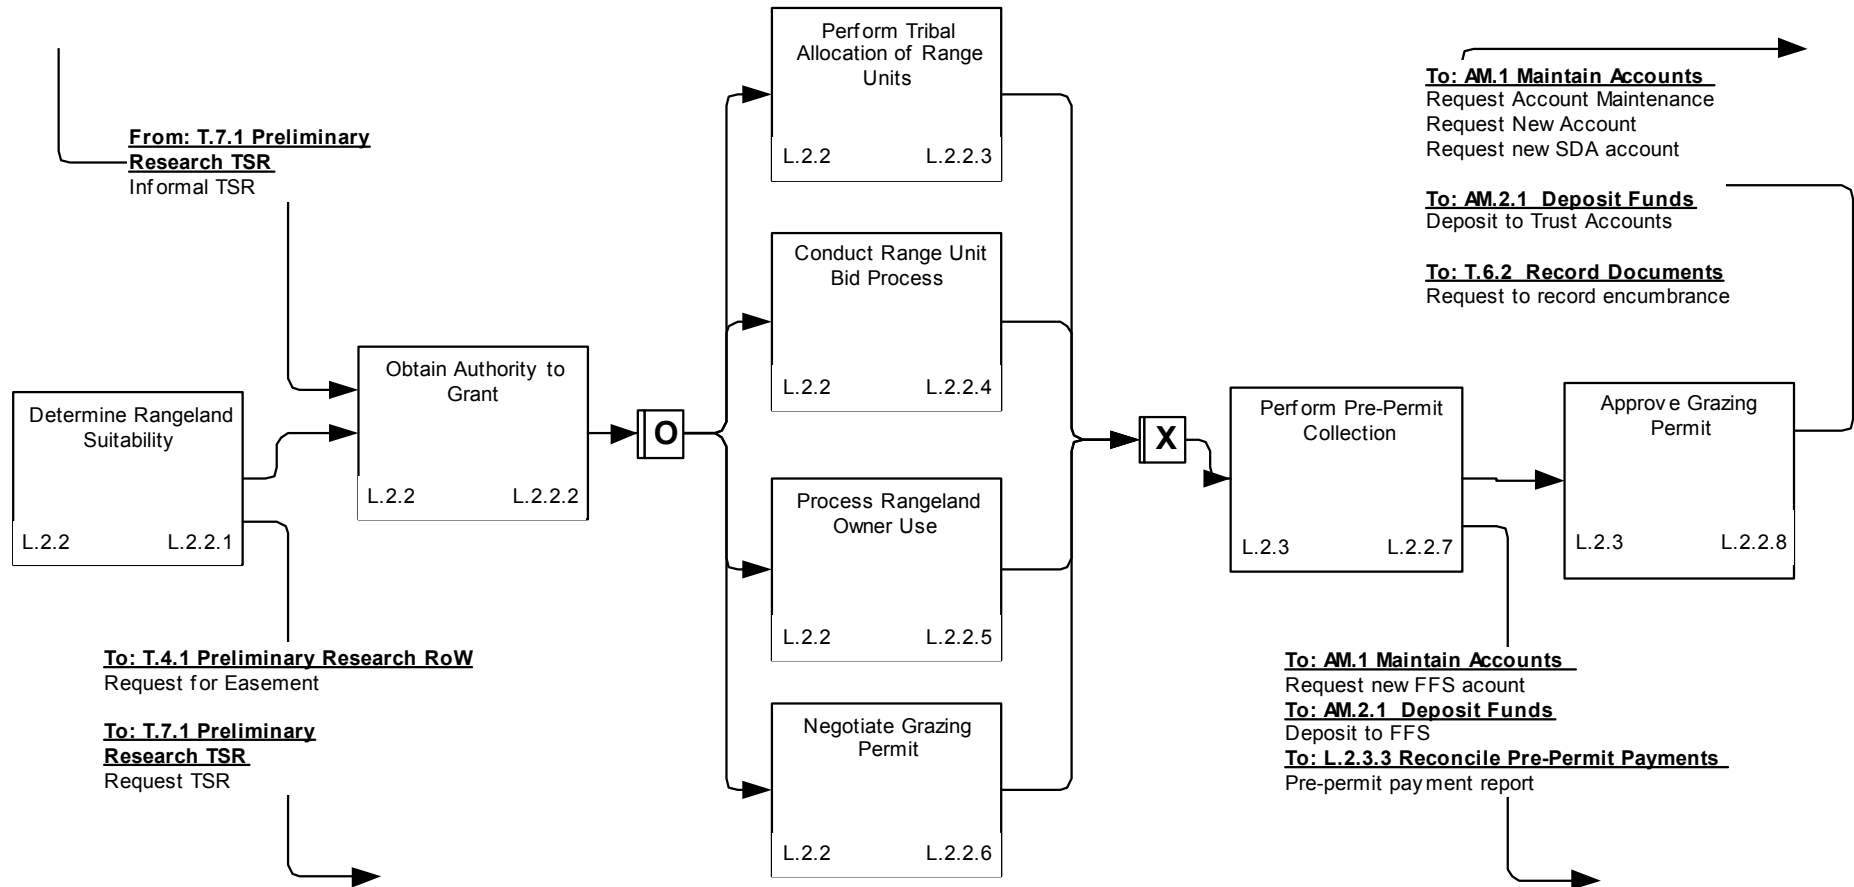 From: T.7.1 Preliminary
Research TSR
Informal TSR
Determine Rangeland
Suitability
L.2.2 L.2.2.1
To: T.4.1 Preliminary Research RoW
Request for Easement
To: T.7.1 Preliminary
Research TSR
Request TSR
Obtain Authority to
Grant
L.2.2 L.2.2.2
O
Perform Tribal
Allocation of Range
Units
L.2.2 L.2.2.3
Conduct Range Unit
Bid Process
L.2.2 L.2.2.4
Process Rangeland
Owner Use
L.2.2 L.2.2.5
Negotiate Grazing
Permit
L.2.2 L.2.2.6
X
Perform Pre-Permit
Collection
L.2.3 L.2.2.7
To: AM.1 Maintain Accounts
Request new FFS acount
To: AM.2.1 Deposit Funds
Deposit to FFS
To: L.2.3.3 Reconcile Pre-Permit Payments
Pre-permit payment report
Approve Grazing
Permit
L.2.3 L.2.2.8
To: AM.1 Maintain Accounts
Request Account Maintenance
Request New Account
Request new SDA account
To: AM.2.1 Deposit Funds
Deposit to Trust Accounts
To: T.6.2 Record Documents
Request to record encumbrance